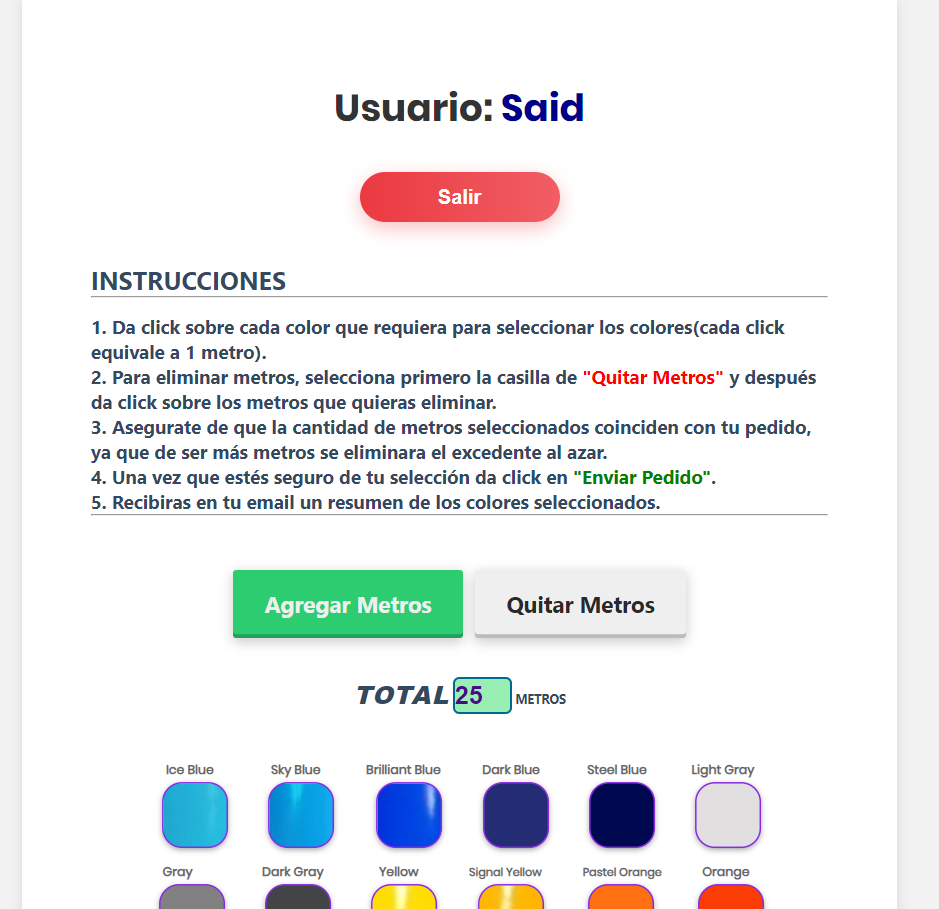 Usuario: Said
Salir
INSTRUCCIONES
1. Da click sobre cada color que requiera para seleccionar los colores(cada click
equivale a 1 metro).
2. Para eliminar metros, selecciona primero la casilla de "Quitar Metros" y después
da click sobre los metros que quieras eliminar.
3. Asegurate de que la cantidad de metros seleccionados coinciden con tu pedido,
ya que de ser más metros se eliminara el excedente al azar.
4. Una vez que estés seguro de tu selección da click en "Enviar Pedido".
5. Recibiras en tu email un resumen de los colores seleccionados.
Agregar Metros Quitar Metros
TOTAL 25 METROS
Ice Blue Sky Blue Brilliant Blue Dark Blue Steel Blue Light Gray
Gray Dark Gray Yellow Signal Yellow Pastel Orange Orange